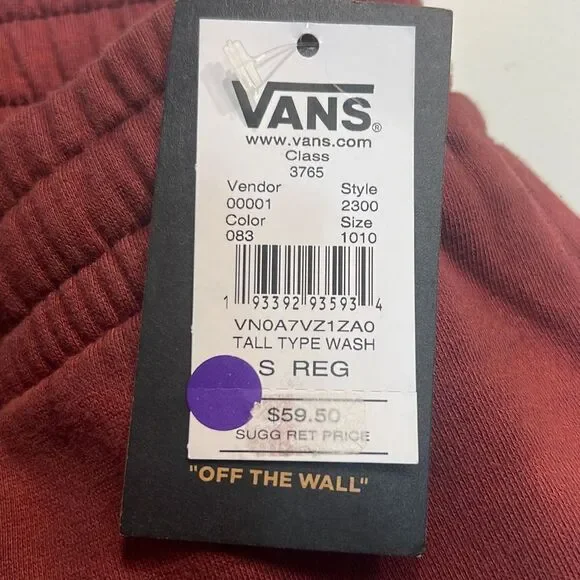 VANS®
www.vans.com
Class
3765
Vendor Style
00001 2300
Color Size
083 1010
1 93392 93593 4
VN0A7VZ1ZA0
TALL TYPE WASH
S REG
$59.50
SUGG RET PRICE
"OFF THE WALL"